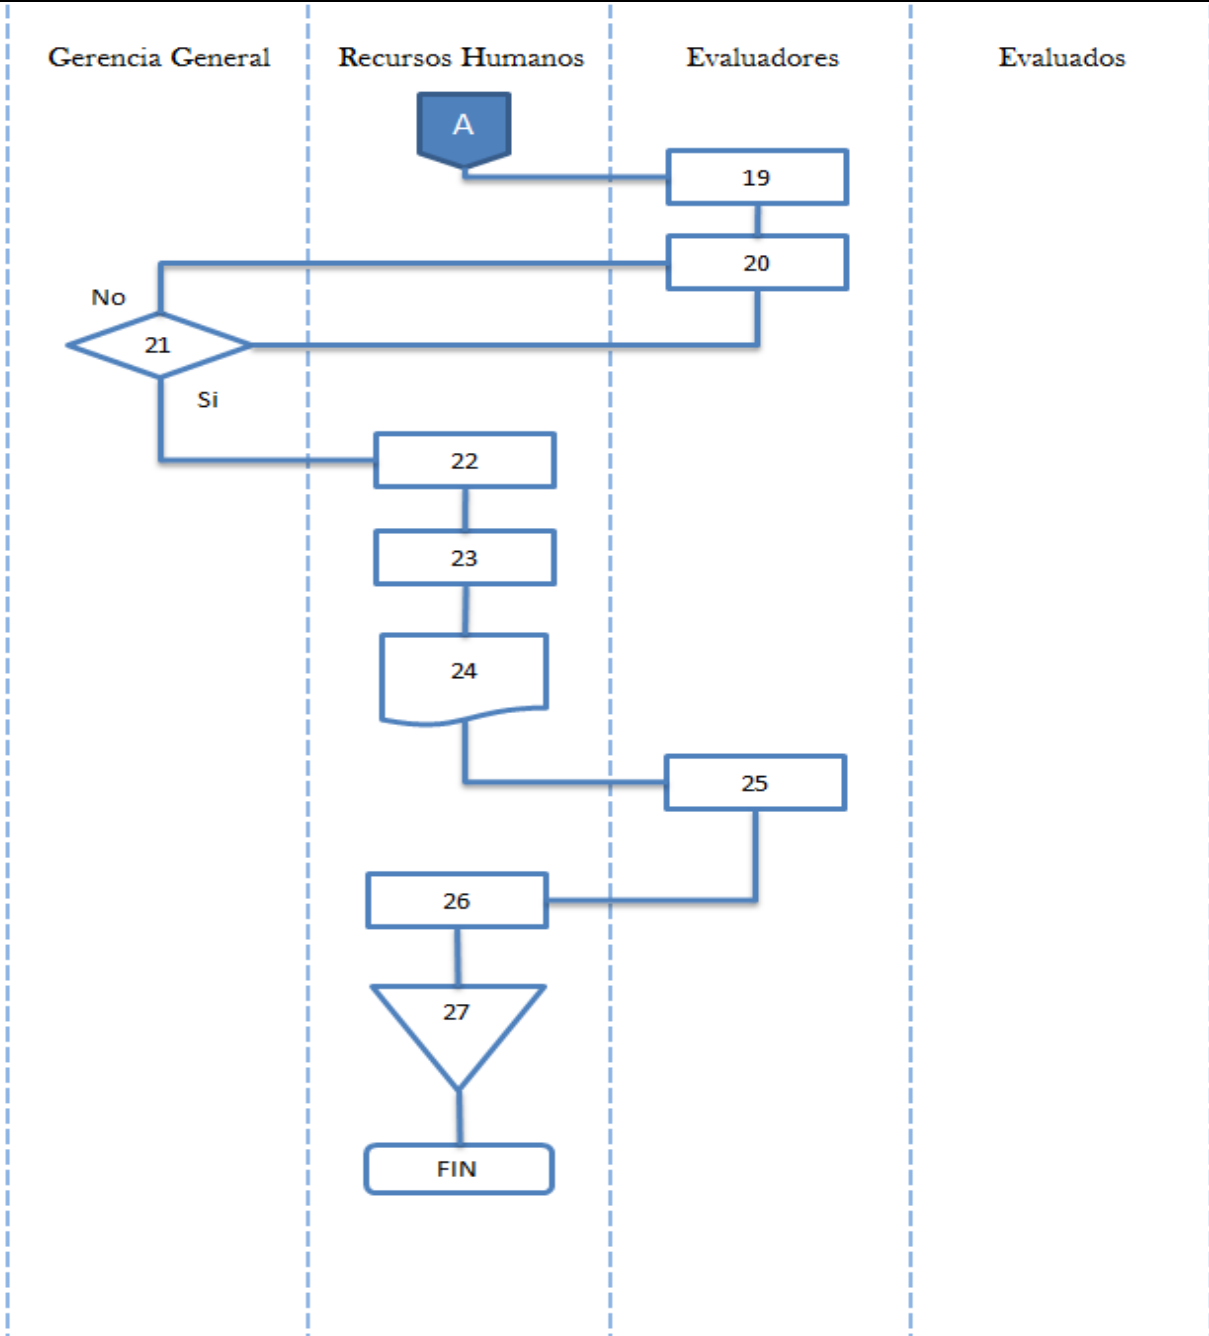 Gerencia General Recursos Humanos Evaluadores Evaluados
A
19
20
No
21
Si
22
23
24
25
26
27
FIN